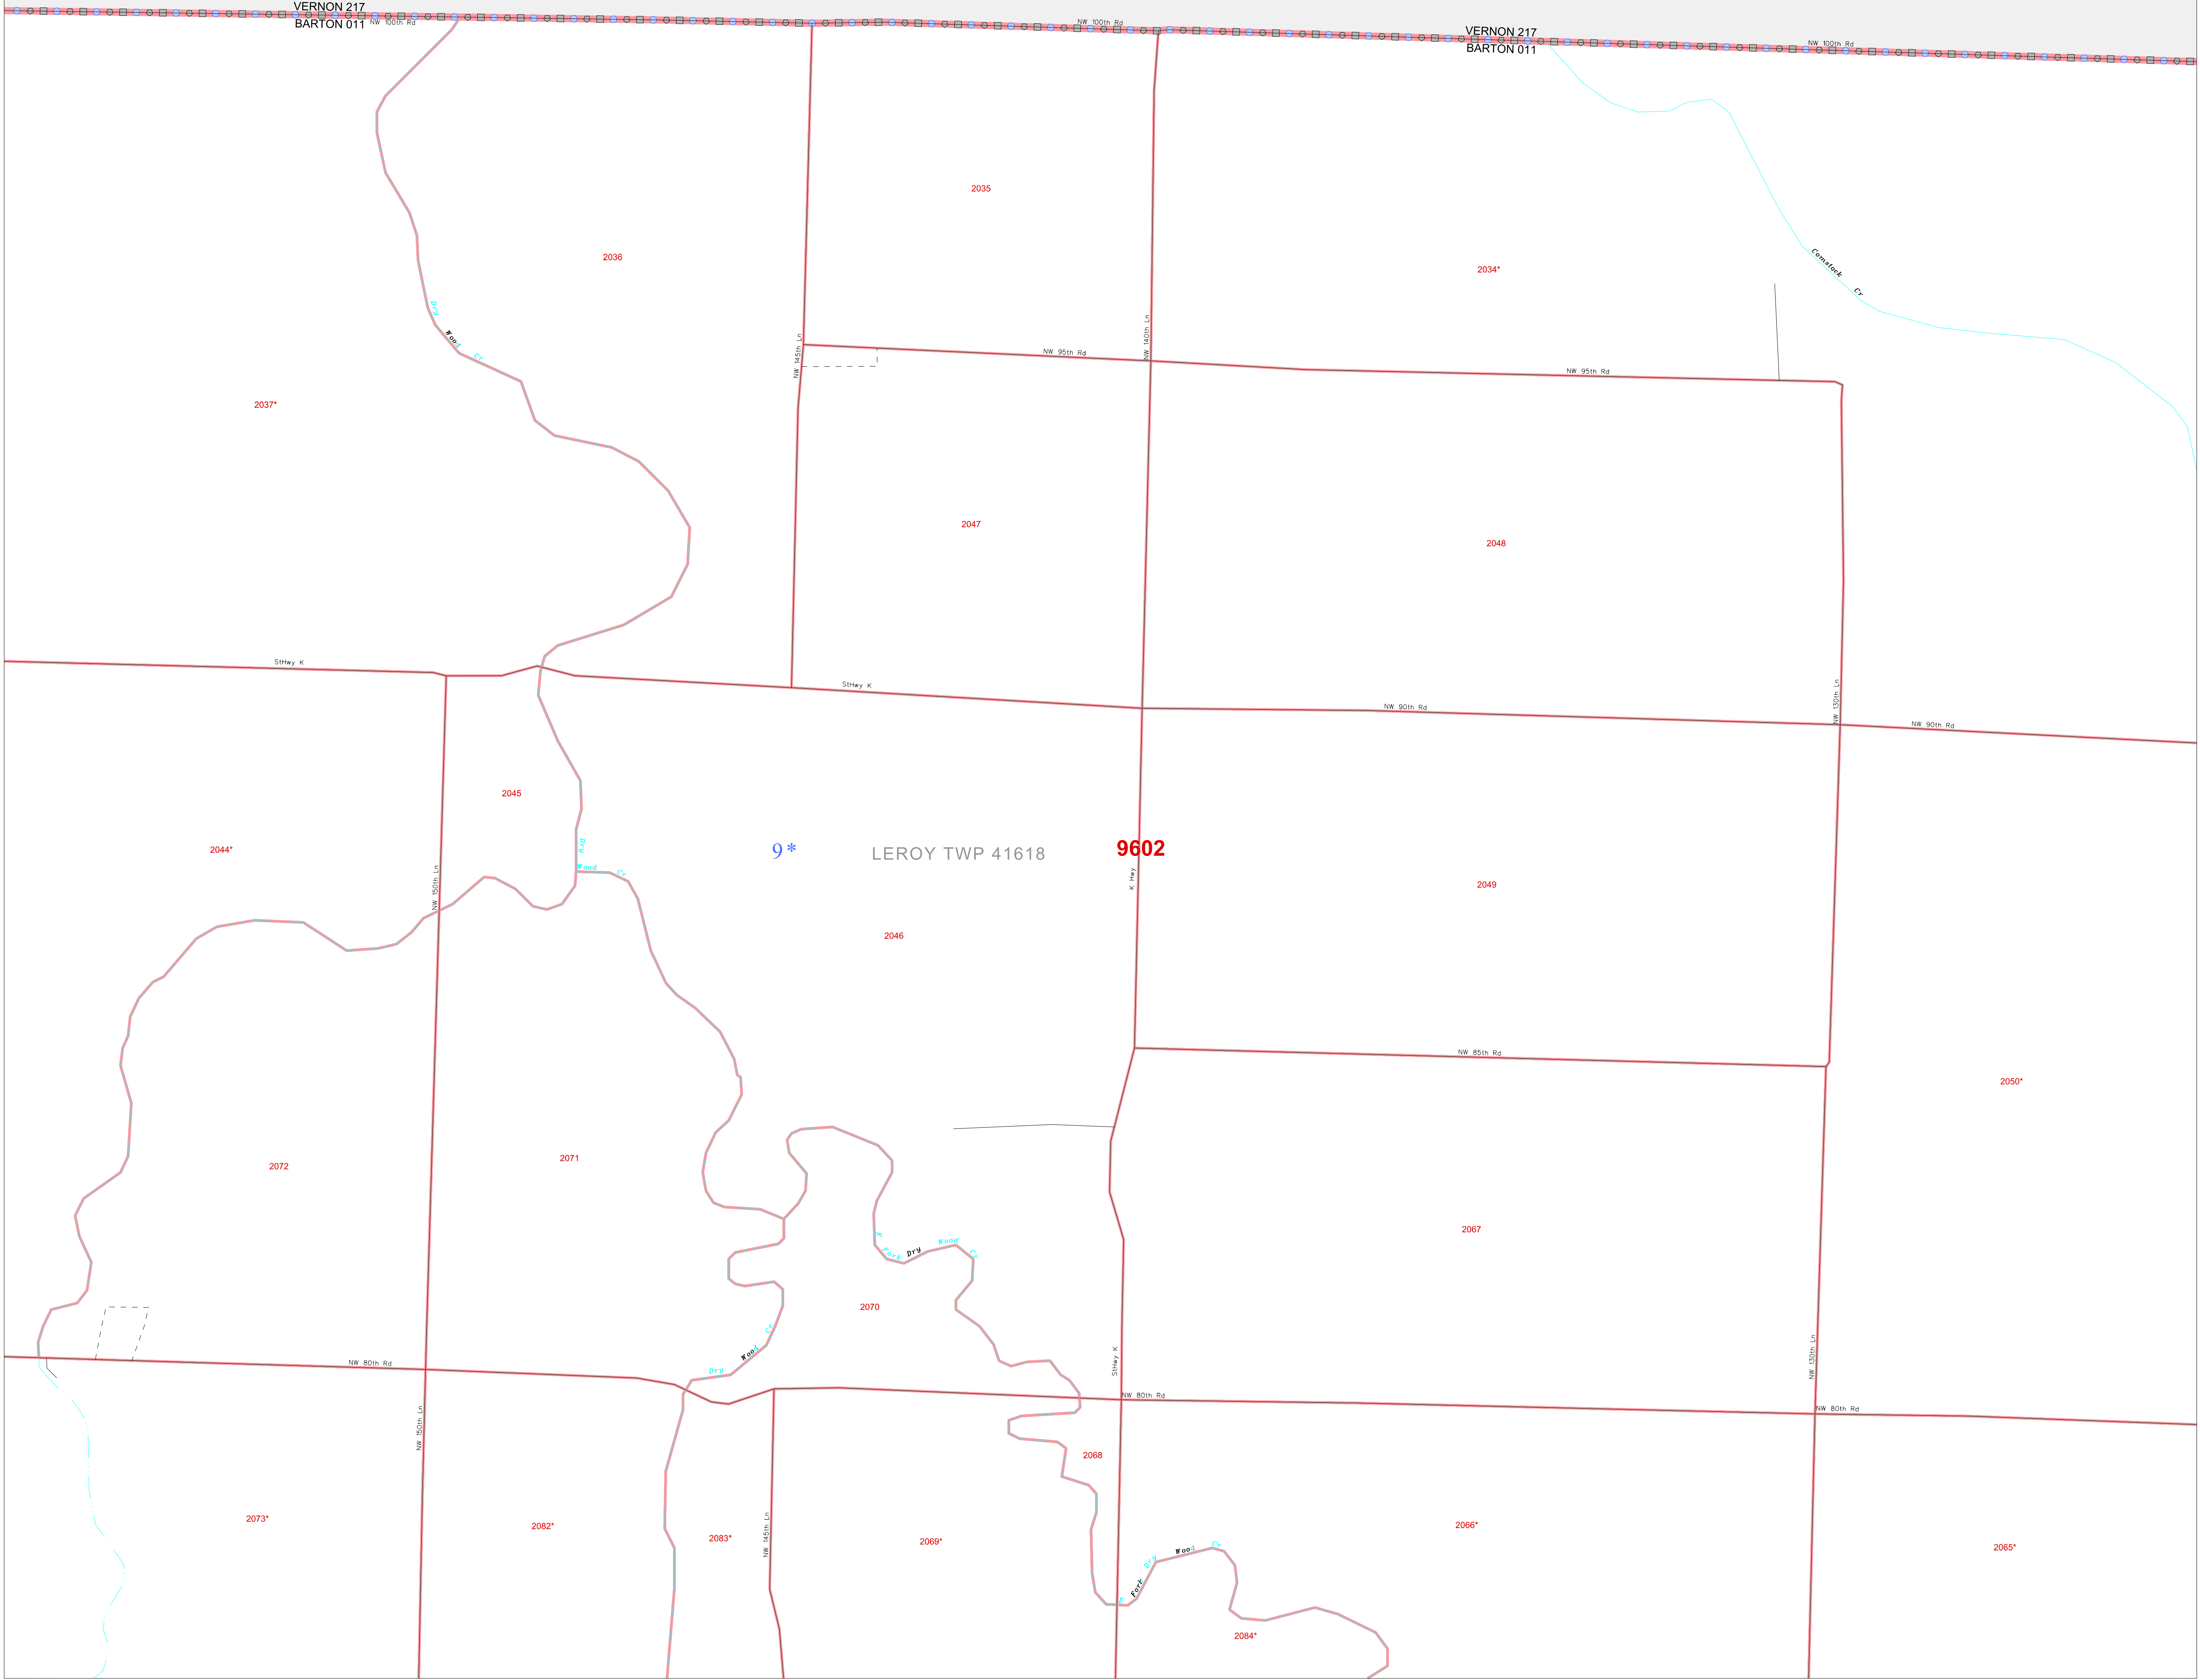 VERNON 217
BARTON 011
NW 100th Rd
NW 100th Rd
VERNON 217
BARTON 011
NW 100th Rd
2035
2036
2034*
Comstock Cr
Dry Wood Cr
NW 145th Ln
NW 140th Ln
NW 95th Rd
NW 95th Rd
2037*
2047
2048
StHwy K
StHwy K
NW 90th Rd
NW 130th Ln
NW 90th Rd
2045
2044*
Dry Wood Cr
9*
LEROY TWP 41618
9602
NW 150th Ln
K Hwy
2049
2046
NW 85th Rd
2050*
2072
2071
2067
E Fork Dry Wood Cr
2070
Dry Wood Cr
NW 80th Rd
StHwy K
NW 130th Ln
NW 80th Rd
NW 80th Rd
NW 150th Ln
2068
2073*
2082*
2083*
NW 145th Ln
2069*
2066*
2065*
E Fork Dry Wood Cr
2084*